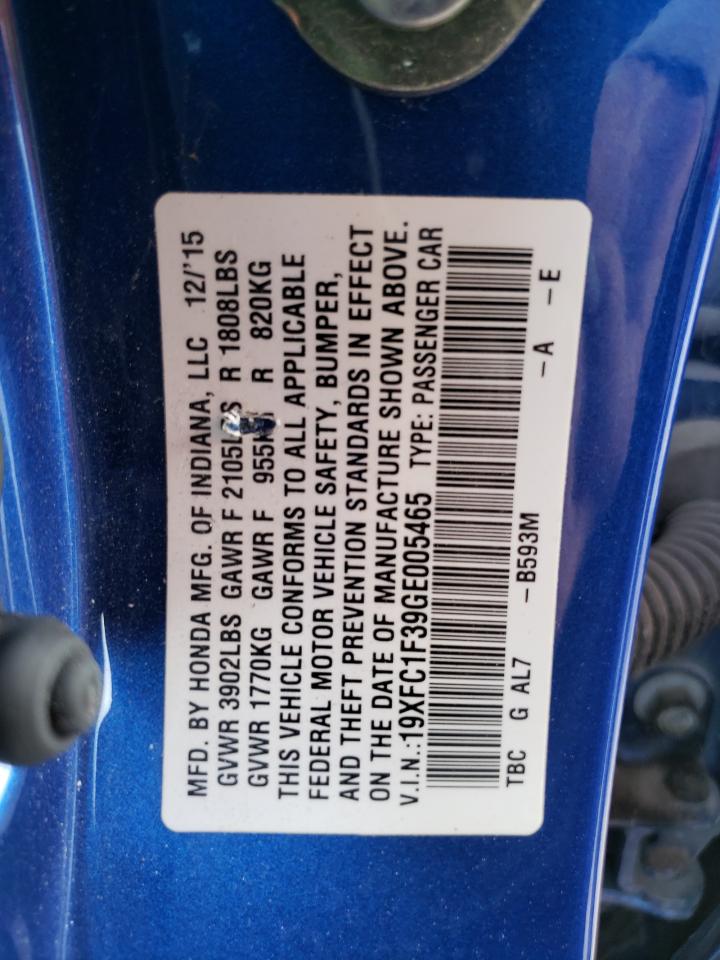 MFD. BY HONDA MFG. OF INDIANA, LLC 12/'15
GVWR 3902LBS GAWR F 2105LBS R 1808LBS
GVWR 1770KG GAWR F 955 R 820KG
THIS VEHICLE CONFORMS TO ALL APPLICABLE
FEDERAL MOTOR VEHICLE SAFETY, BUMPER,
AND THEFT PREVENTION STANDARDS IN EFFECT
ON THE DATE OF MANUFACTURE SHOWN ABOVE.
V.I.N.:19XFC1F39GE005465 TYPE: PASSENGER CAR
TBC G AL7 -B593M -A -E